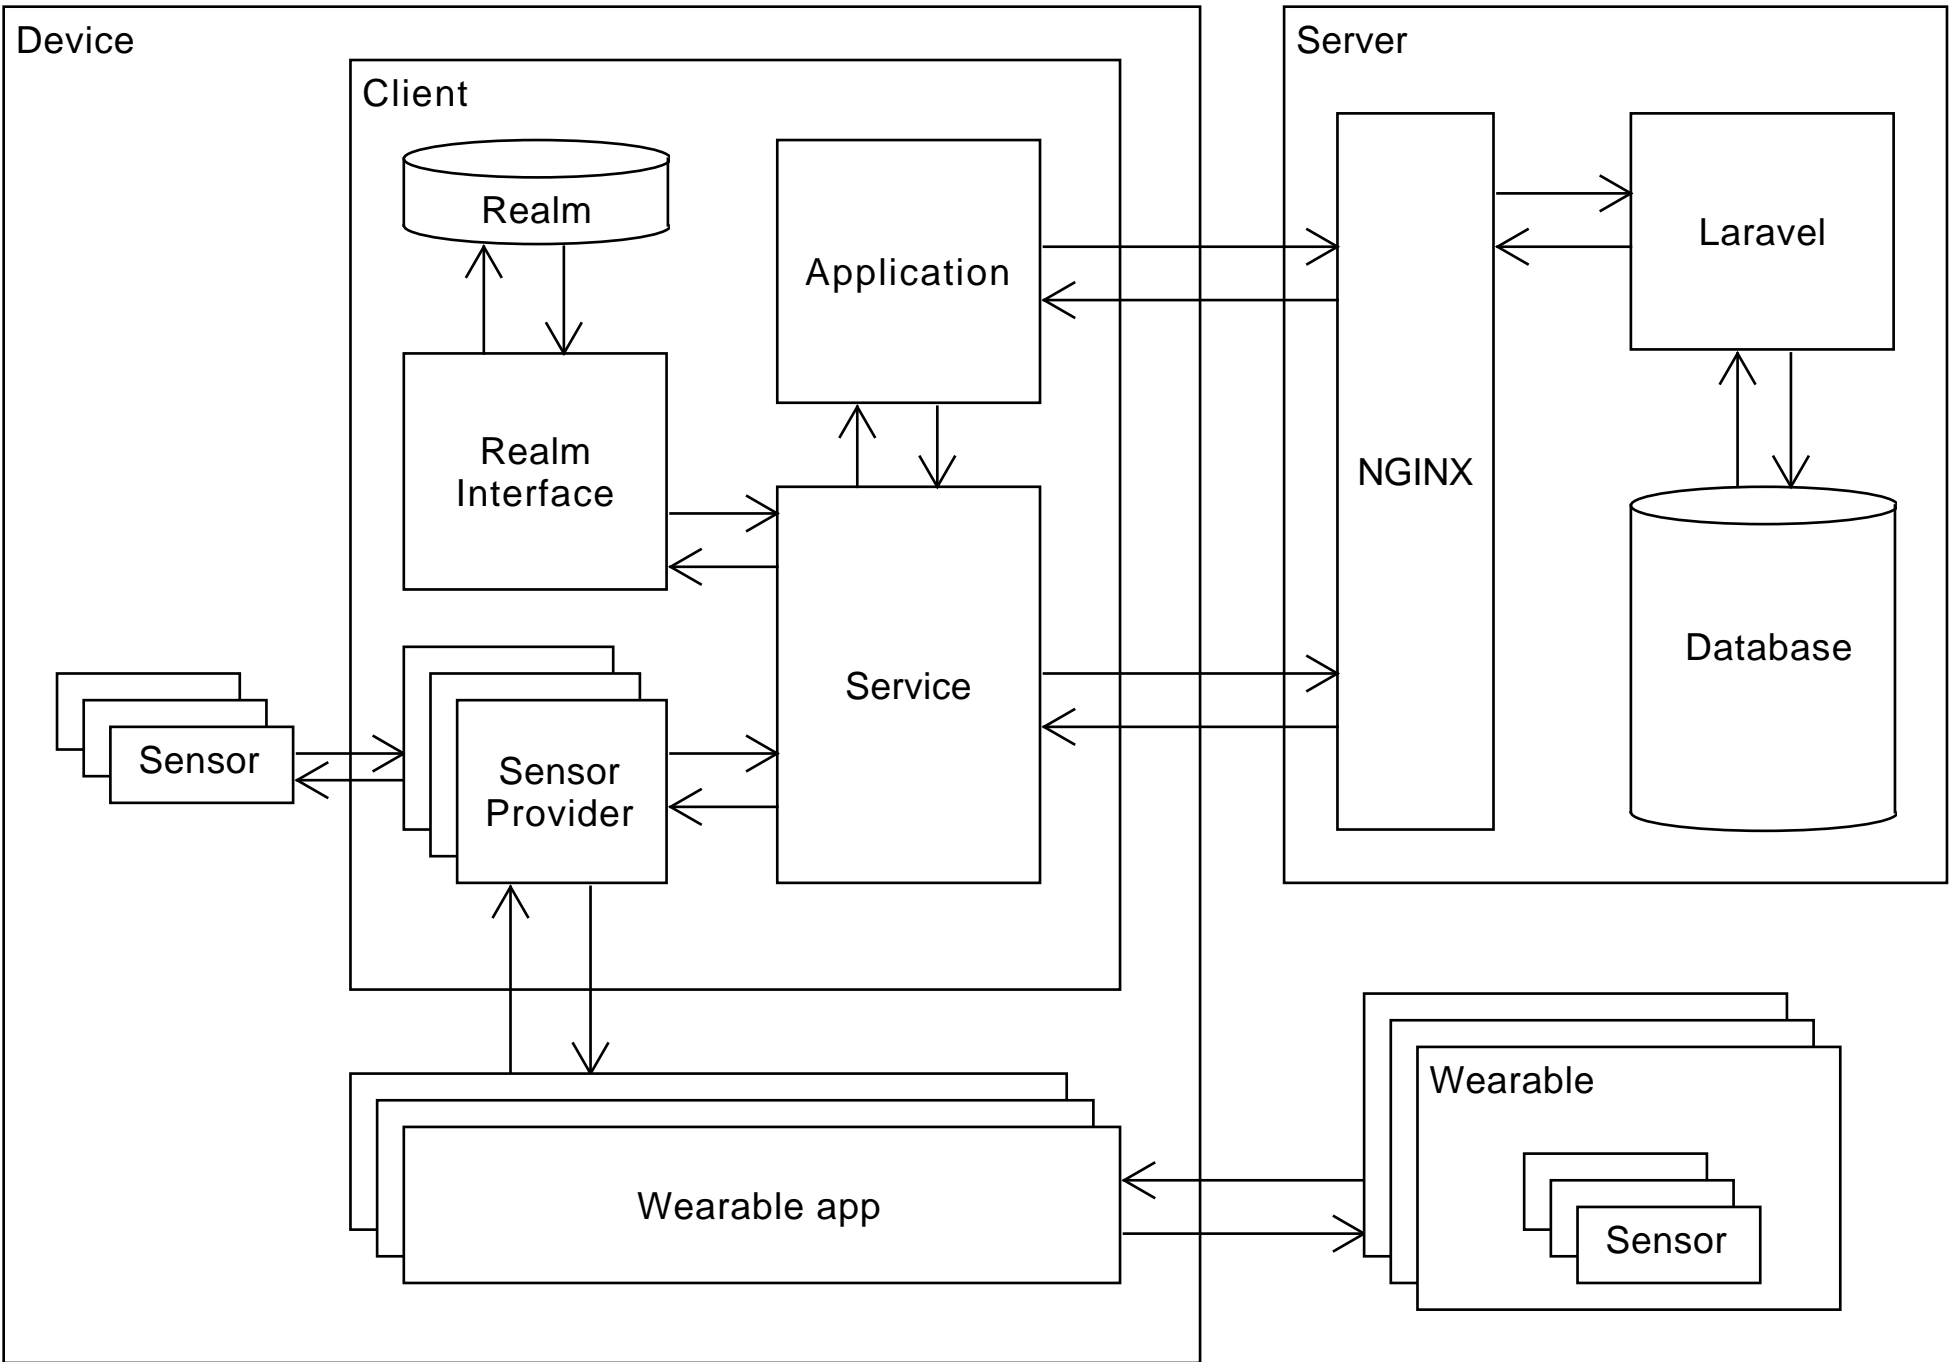 Device
Server
Client
Realm
Application
Laravel
Realm
Interface
NGINX
Service
Database
Sensor
Sensor
Provider
Wearable
Wearable app
Sensor